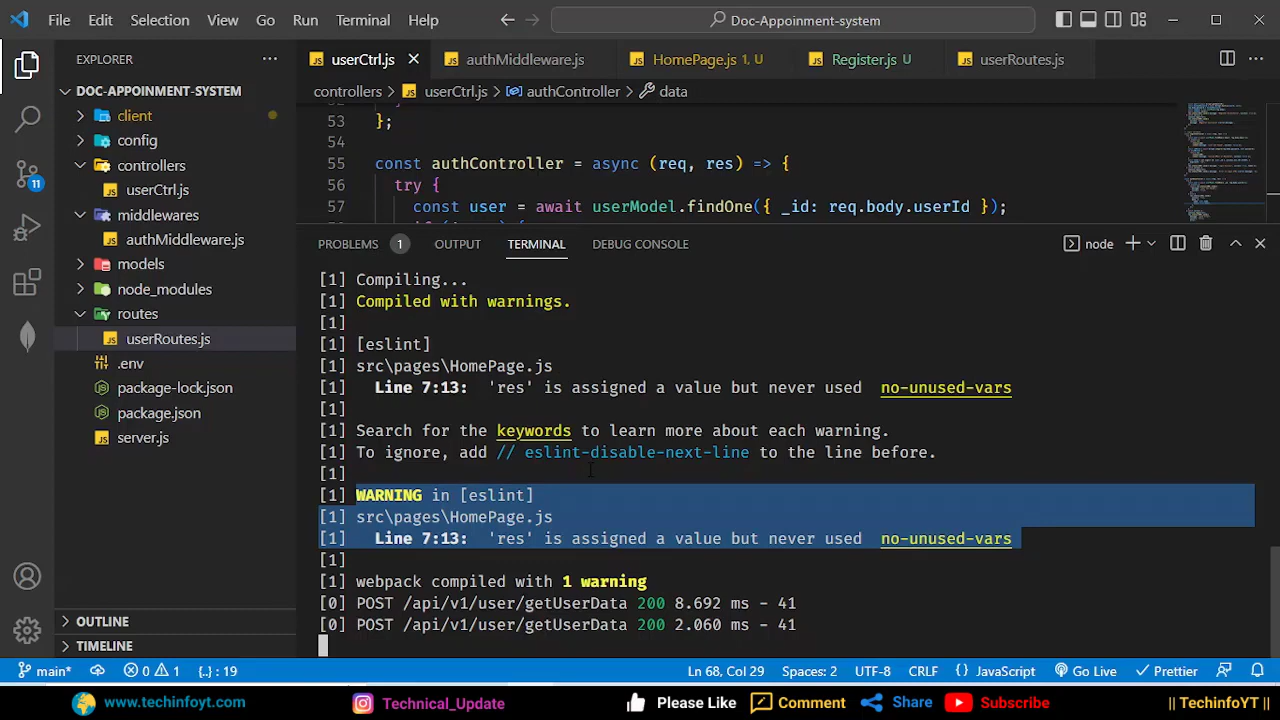 File Edit Selection View Go Run Terminal Help
Doc-Appoinment-system
EXPLORER
userCtrl.js
authMiddleware.js
HomePage.js 1, U
Register.js U
userRoutes.js
DOC-APPOINMENT-SYSTEM
controllers > userCtrl.js > authController > data
client
config
controllers
userCtrl.js
middlewares
authMiddleware.js
models
node_modules
routes
userRoutes.js
.env
package-lock.json
package.json
server.js
OUTLINE
TIMELINE
11
53 };
54
55 const authController = async (req, res) => {
56 try {
57 const user = await userModel.findOne({ _id: req.body.userId });
PROBLEMS 1 OUTPUT TERMINAL DEBUG CONSOLE
node
[1] Compiling...
[1] Compiled with warnings.
[1]
[1] [eslint]
[1] src\pages\HomePage.js
[1] Line 7:13: 'res' is assigned a value but never used no-unused-vars
[1]
[1] Search for the keywords to learn more about each warning.
[1] To ignore, add // eslint-disable-next-line to the line before.
[1]
[1] WARNING in [eslint]
[1] src\pages\HomePage.js
[1] Line 7:13: 'res' is assigned a value but never used no-unused-vars
[1]
[1] webpack compiled with 1 warning
[0] POST /api/v1/user/getUserData 200 8.692 ms - 41
[0] POST /api/v1/user/getUserData 200 2.060 ms - 41
main* 0 1 {..} : 19 Ln 68, Col 29 Spaces: 2 UTF-8 CRLF {} JavaScript Go Live Prettier
www.techinfoyt.com Technical_Update Please Like Comment Share Subscribe || TechinfoYT ||